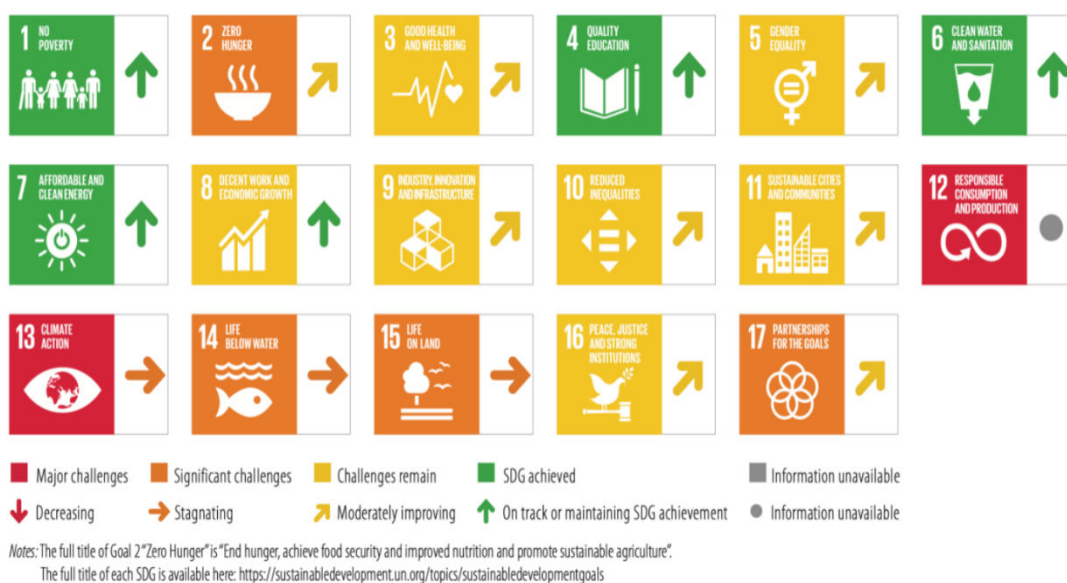 1 NO POVERTY
2 ZERO HUNGER
3 GOOD HEALTH AND WELL-BEING
4 QUALITY EDUCATION
5 GENDER EQUALITY
6 CLEAN WATER AND SANITATION
7 AFFORDABLE AND CLEAN ENERGY
8 DECENT WORK AND ECONOMIC GROWTH
9 INDUSTRY, INNOVATION AND INFRASTRUCTURE
10 REDUCED INEQUALITIES
11 SUSTAINABLE CITIES AND COMMUNITIES
12 RESPONSIBLE CONSUMPTION AND PRODUCTION
13 CLIMATE ACTION
14 LIFE BELOW WATER
15 LIFE ON LAND
16 PEACE, JUSTICE AND STRONG INSTITUTIONS
17 PARTNERSHIPS FOR THE GOALS
Major challenges Significant challenges Challenges remain SDG achieved Information unavailable
Decreasing Stagnating Moderately improving On track or maintaining SDG achievement Information unavailable
Notes: The full title of Goal 2 "Zero Hunger" is "End hunger, achieve food security and improved nutrition and promote sustainable agriculture".
The full title of each SDG is available here: https://sustainabledevelopment.un.org/topics/sustainabledevelopmentgoals